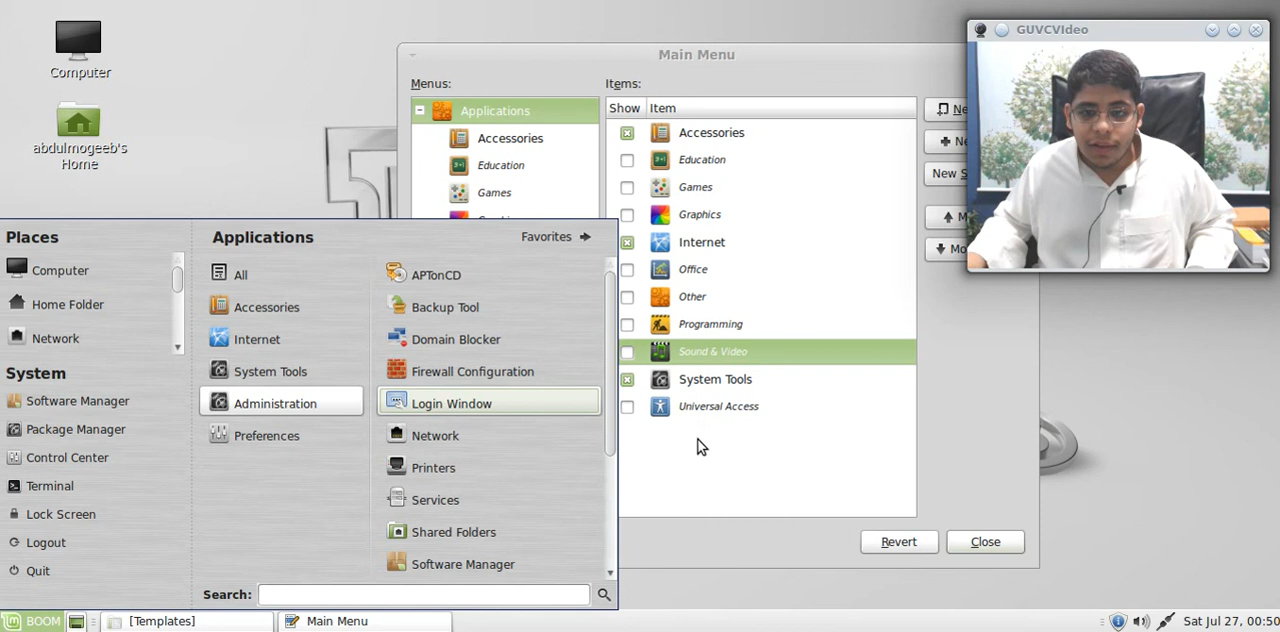 Computer
abdulmogeeb's
Home
Main Menu
Menus:
Applications
Accessories
Education
Games
Items:
Show Item
Accessories
Education
Games
Graphics
Internet
Office
Other
Programming
Sound & Video
System Tools
Universal Access
Ne
Ne
New S
M
Mo
Revert
Close
GUVCVIdeo
Places
Computer
Home Folder
Network
System
Software Manager
Package Manager
Control Center
Terminal
Lock Screen
Logout
Quit
Applications
Favorites
All
Accessories
Internet
System Tools
Administration
Preferences
APTonCD
Backup Tool
Domain Blocker
Firewall Configuration
Login Window
Network
Printers
Services
Shared Folders
Software Manager
Search:
BOOM
[Templates]
Main Menu
Sat Jul 27, 00:50